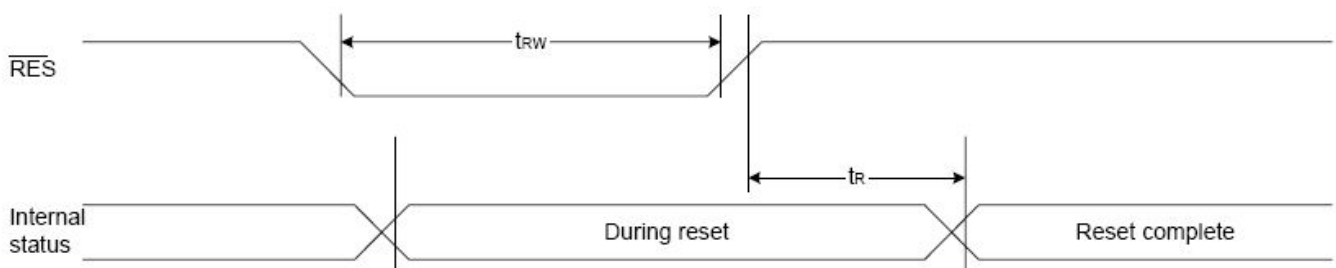 tRW
RES
tR
Internal
status
During reset
Reset complete